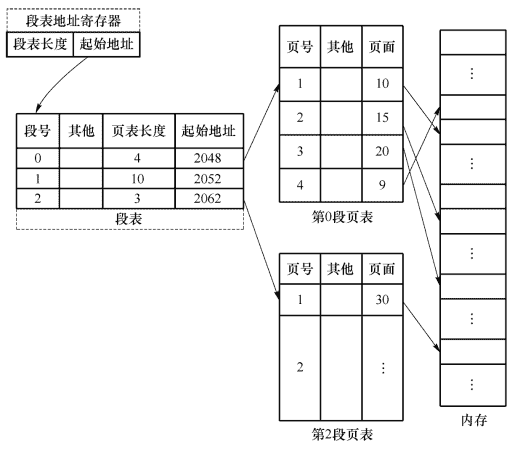 段表地址寄存器
段表长度 起始地址
段号 其他 页表长度 起始地址
0 4 2048
1 10 2052
2 3 2062
段表
页号 其他 页面
1 10
2 15
3 20
4 9
第0段页表
页号 其他 页面
1 30
2 ⋮
第2段页表
⋮
⋮
⋮
⋮
⋮
内存